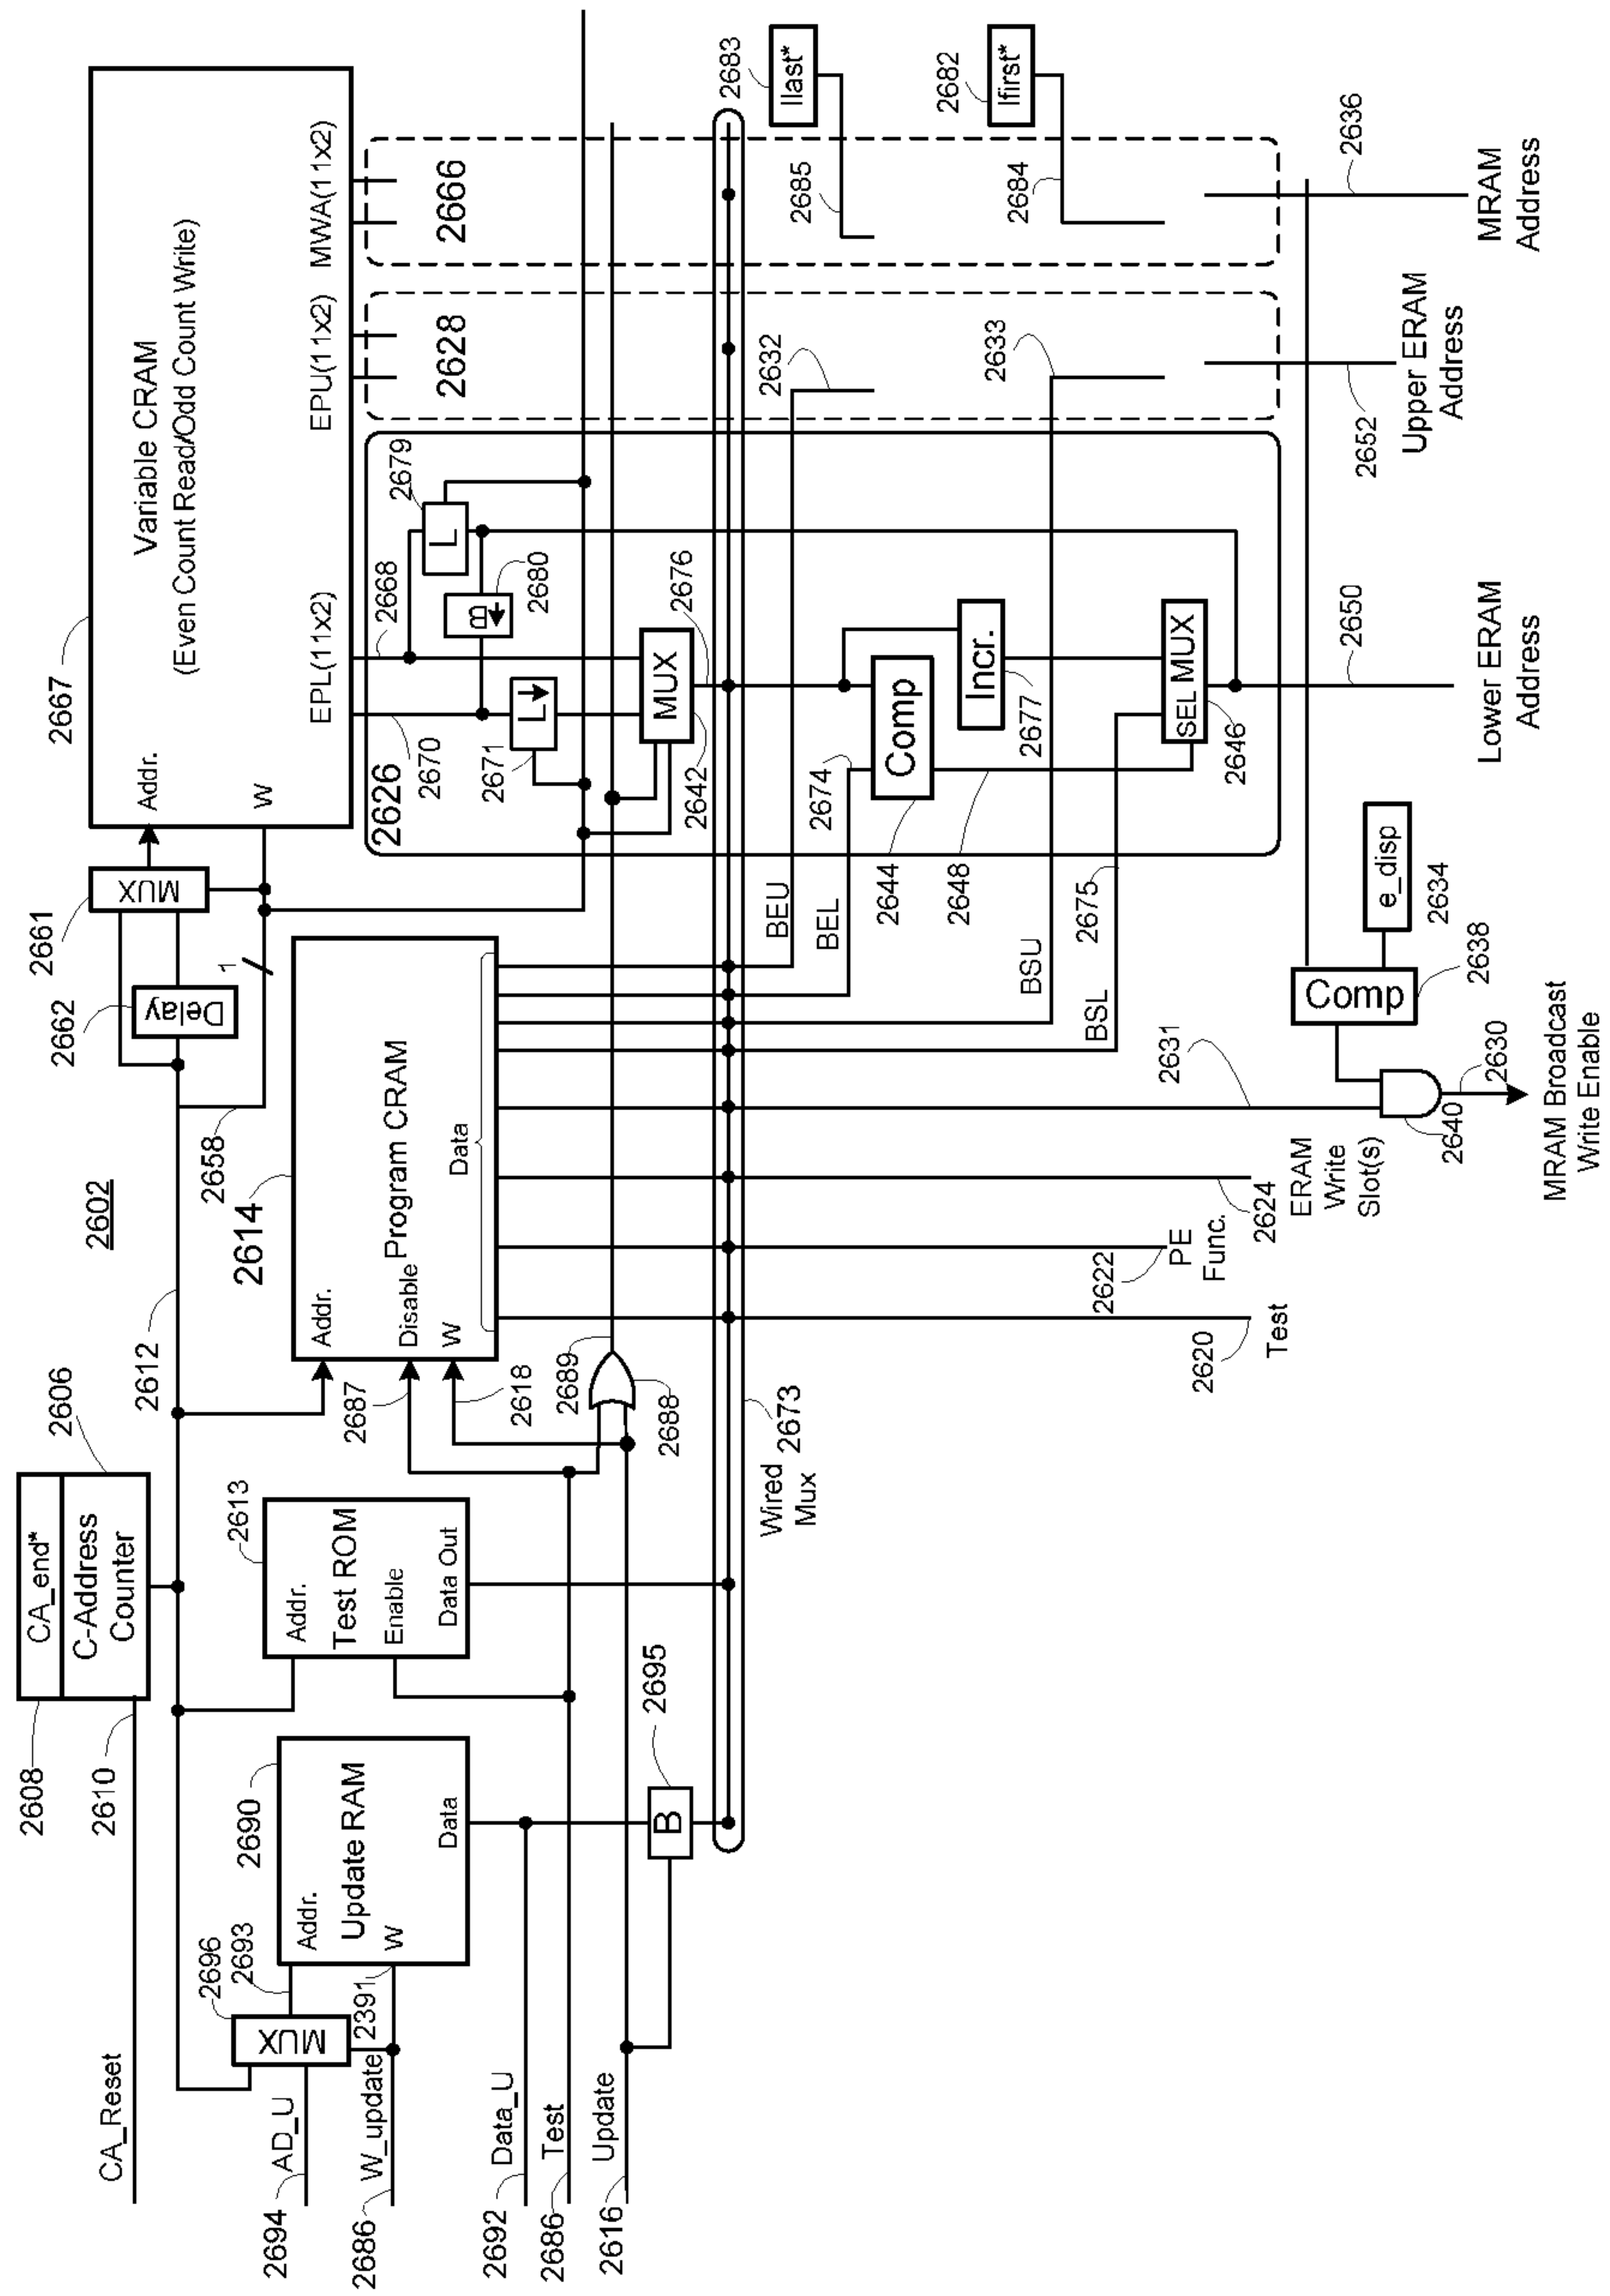 2602
CA_Reset
2610
2608
CA_end*
C-Address
Counter
2606
2612
2658
2662
Delay
2661
MUX
1
2667
Addr.
W
Variable CRAM
(Even Count Read/Odd Count Write)
EPL(11x2)
EPU(11x2)
MWA(11x2)
2694
AD_U
2686
W_update
2696
MUX
2693
2391
2690
Addr.
Update RAM
W
Data
2613
Addr.
Test ROM
Enable
Data Out
2614
Addr.
Disable
Program CRAM
W
Data
2687
2618
2689
2688
2692
Data_U
2686
Test
2616
Update
2695
B
Wired
Mux
2673
2626
2670
2668
2671
L
2679
L
2680
B
2642
MUX
2676
2628
2666
2683
Ilast*
2685
2682
Ifirst*
2684
BEU
BEL
BSU
BSL
2632
2633
2674
2644
Comp
2648
2675
Incr.
2677
SEL
MUX
2646
2620
Test
2622
PE
Func.
2624
ERAM
Write
Slot(s)
2631
2640
2630
MRAM Broadcast
Write Enable
Comp
2638
e_disp
2634
2650
Lower ERAM
Address
2652
Upper ERAM
Address
2636
MRAM
Address